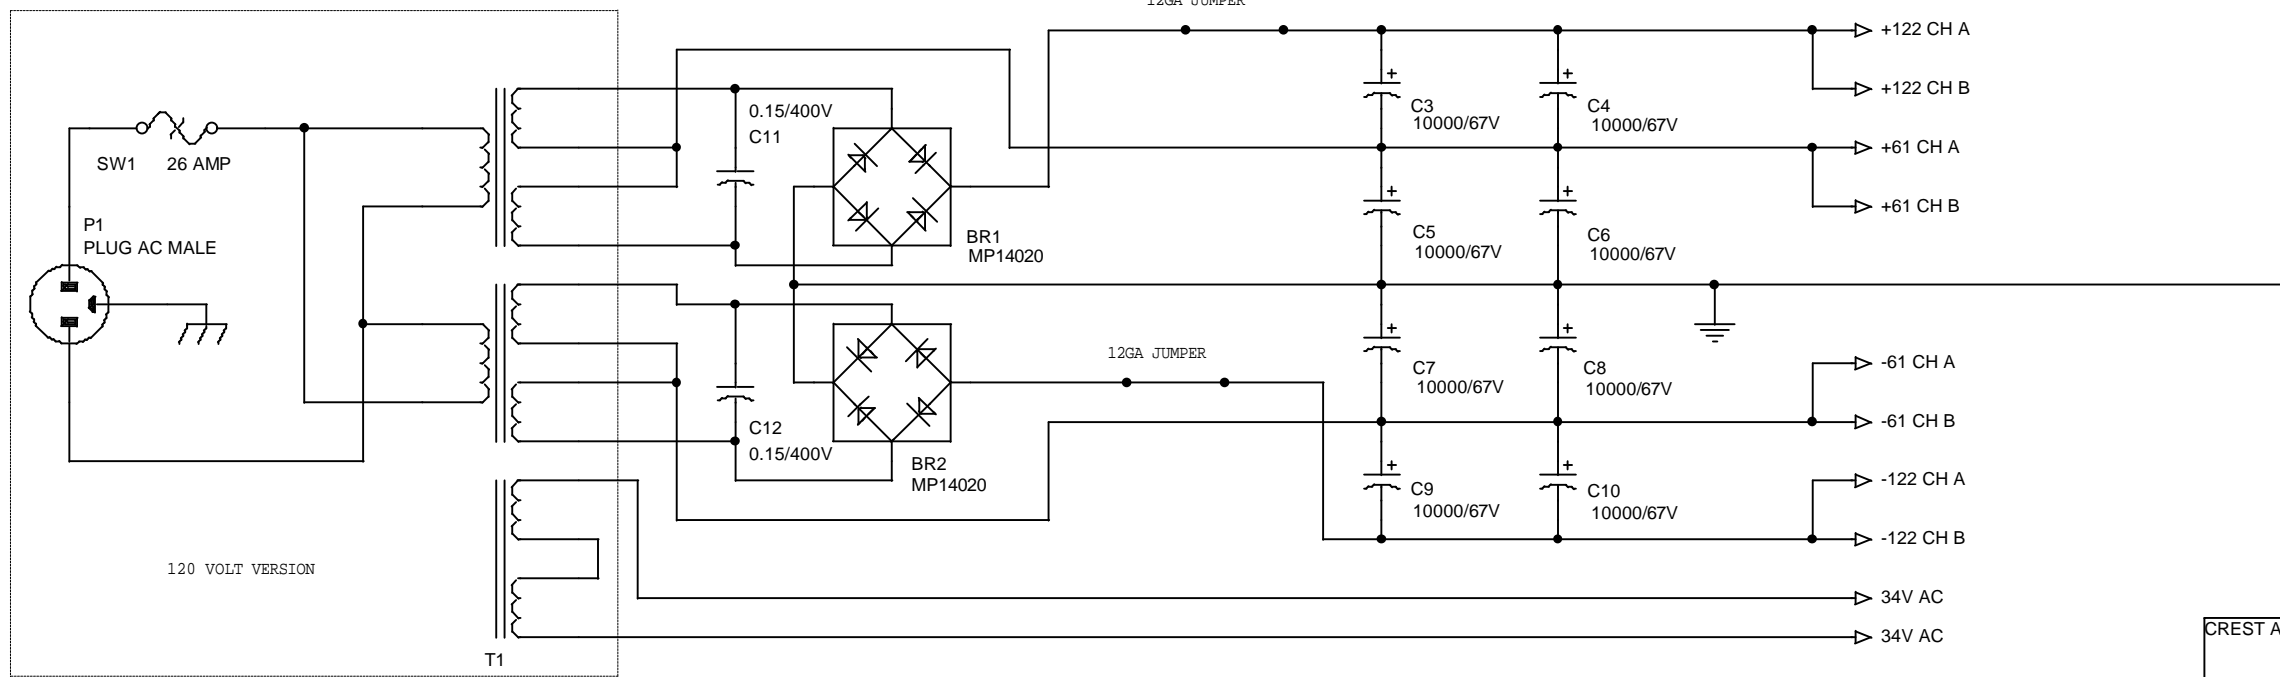 12GA JUMPER
+122 CH A
+122 CH B
0.15/400V
C11
C3
10000/67V
C4
10000/67V
SW1 26 AMP
+61 CH A
+61 CH B
P1
PLUG AC MALE
BR1
MP14020
C5
10000/67V
C6
10000/67V
12GA JUMPER
-61 CH A
C7
10000/67V
C8
10000/67V
C12
0.15/400V
-61 CH B
BR2
MP14020
-122 CH A
C9
10000/67V
C10
10000/67V
-122 CH B
120 VOLT VERSION
34V AC
34V AC
CREST A
T1